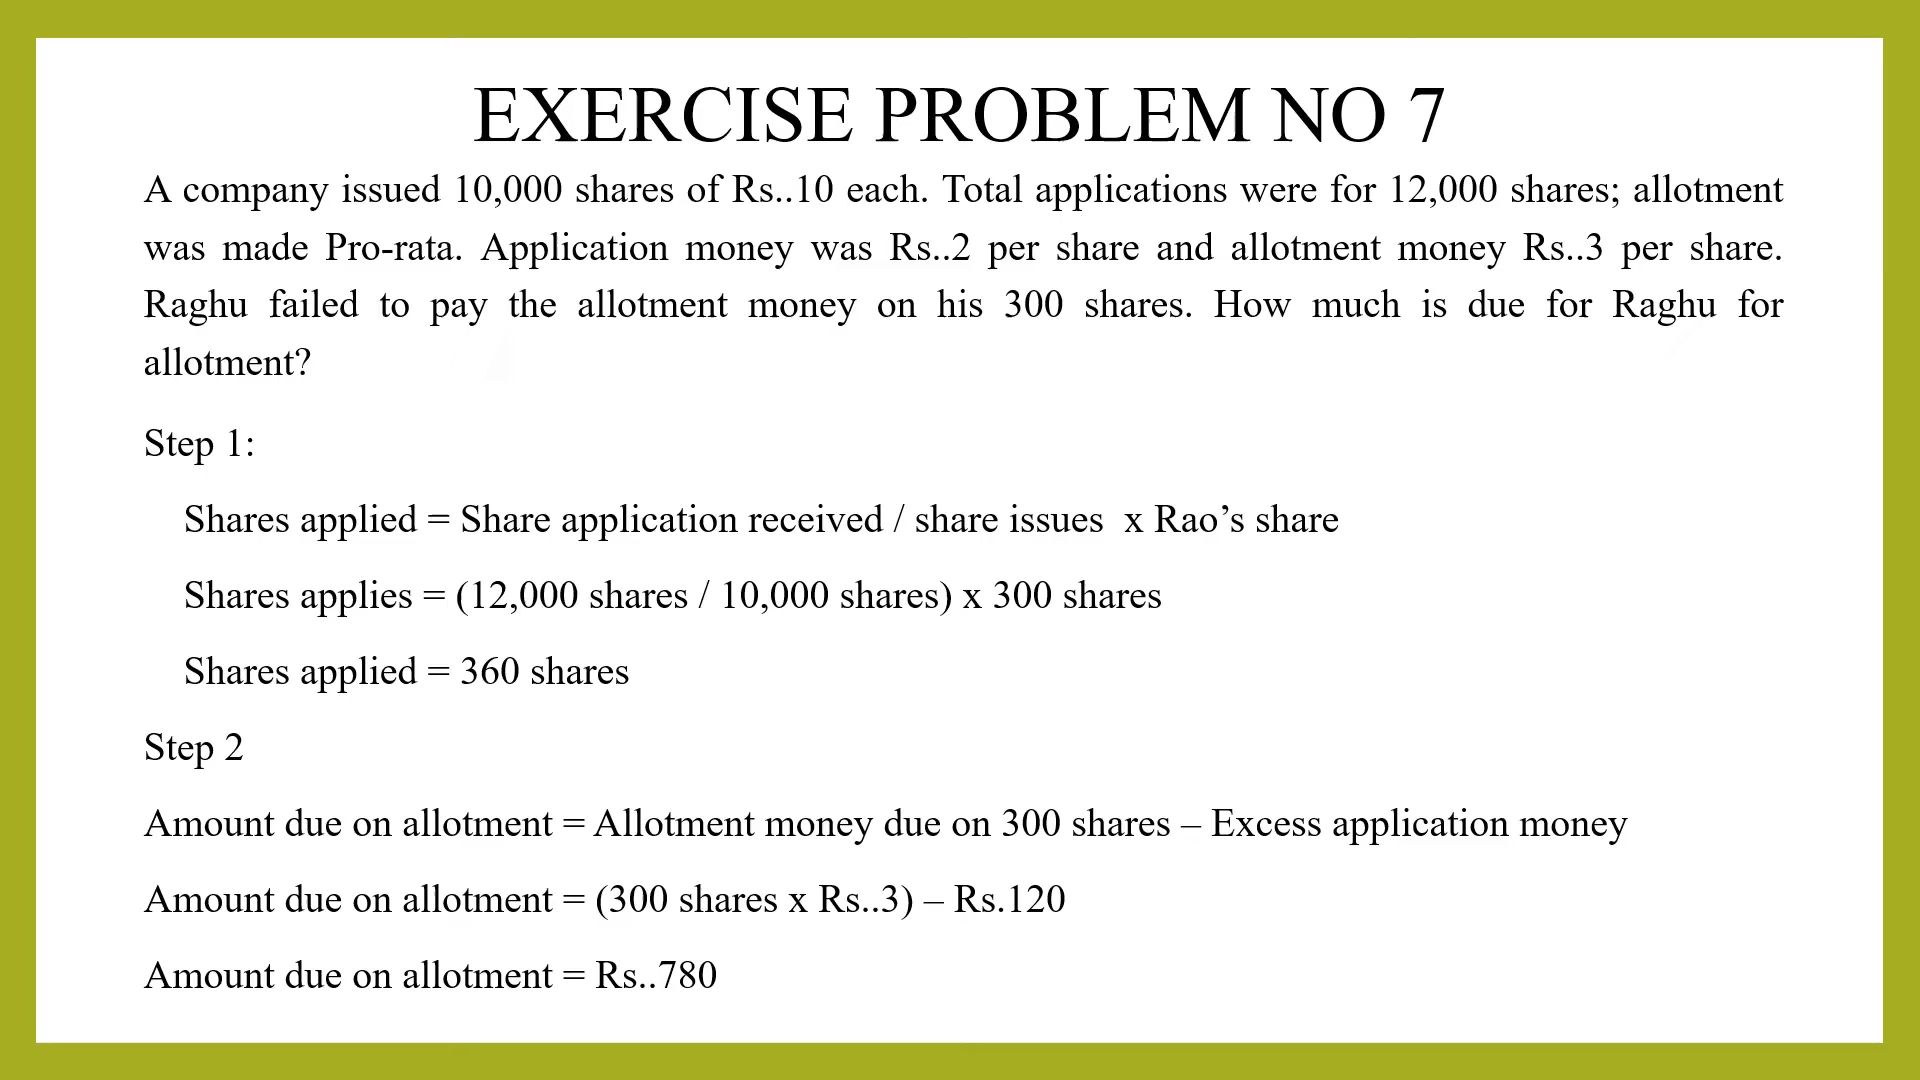 EXERCISE PROBLEM NO 7
A company issued 10,000 shares of Rs..10 each. Total applications were for 12,000 shares; allotment
was made Pro-rata. Application money was Rs..2 per share and allotment money Rs..3 per share.
Raghu failed to pay the allotment money on his 300 shares. How much is due for Raghu for
allotment?
Step 1:
Shares applied = Share application received / share issues  x Rao’s share
Shares applies = (12,000 shares / 10,000 shares) x 300 shares
Shares applied = 360 shares
Step 2
Amount due on allotment = Allotment money due on 300 shares – Excess application money
Amount due on allotment = (300 shares x Rs..3) – Rs.120
Amount due on allotment = Rs..780